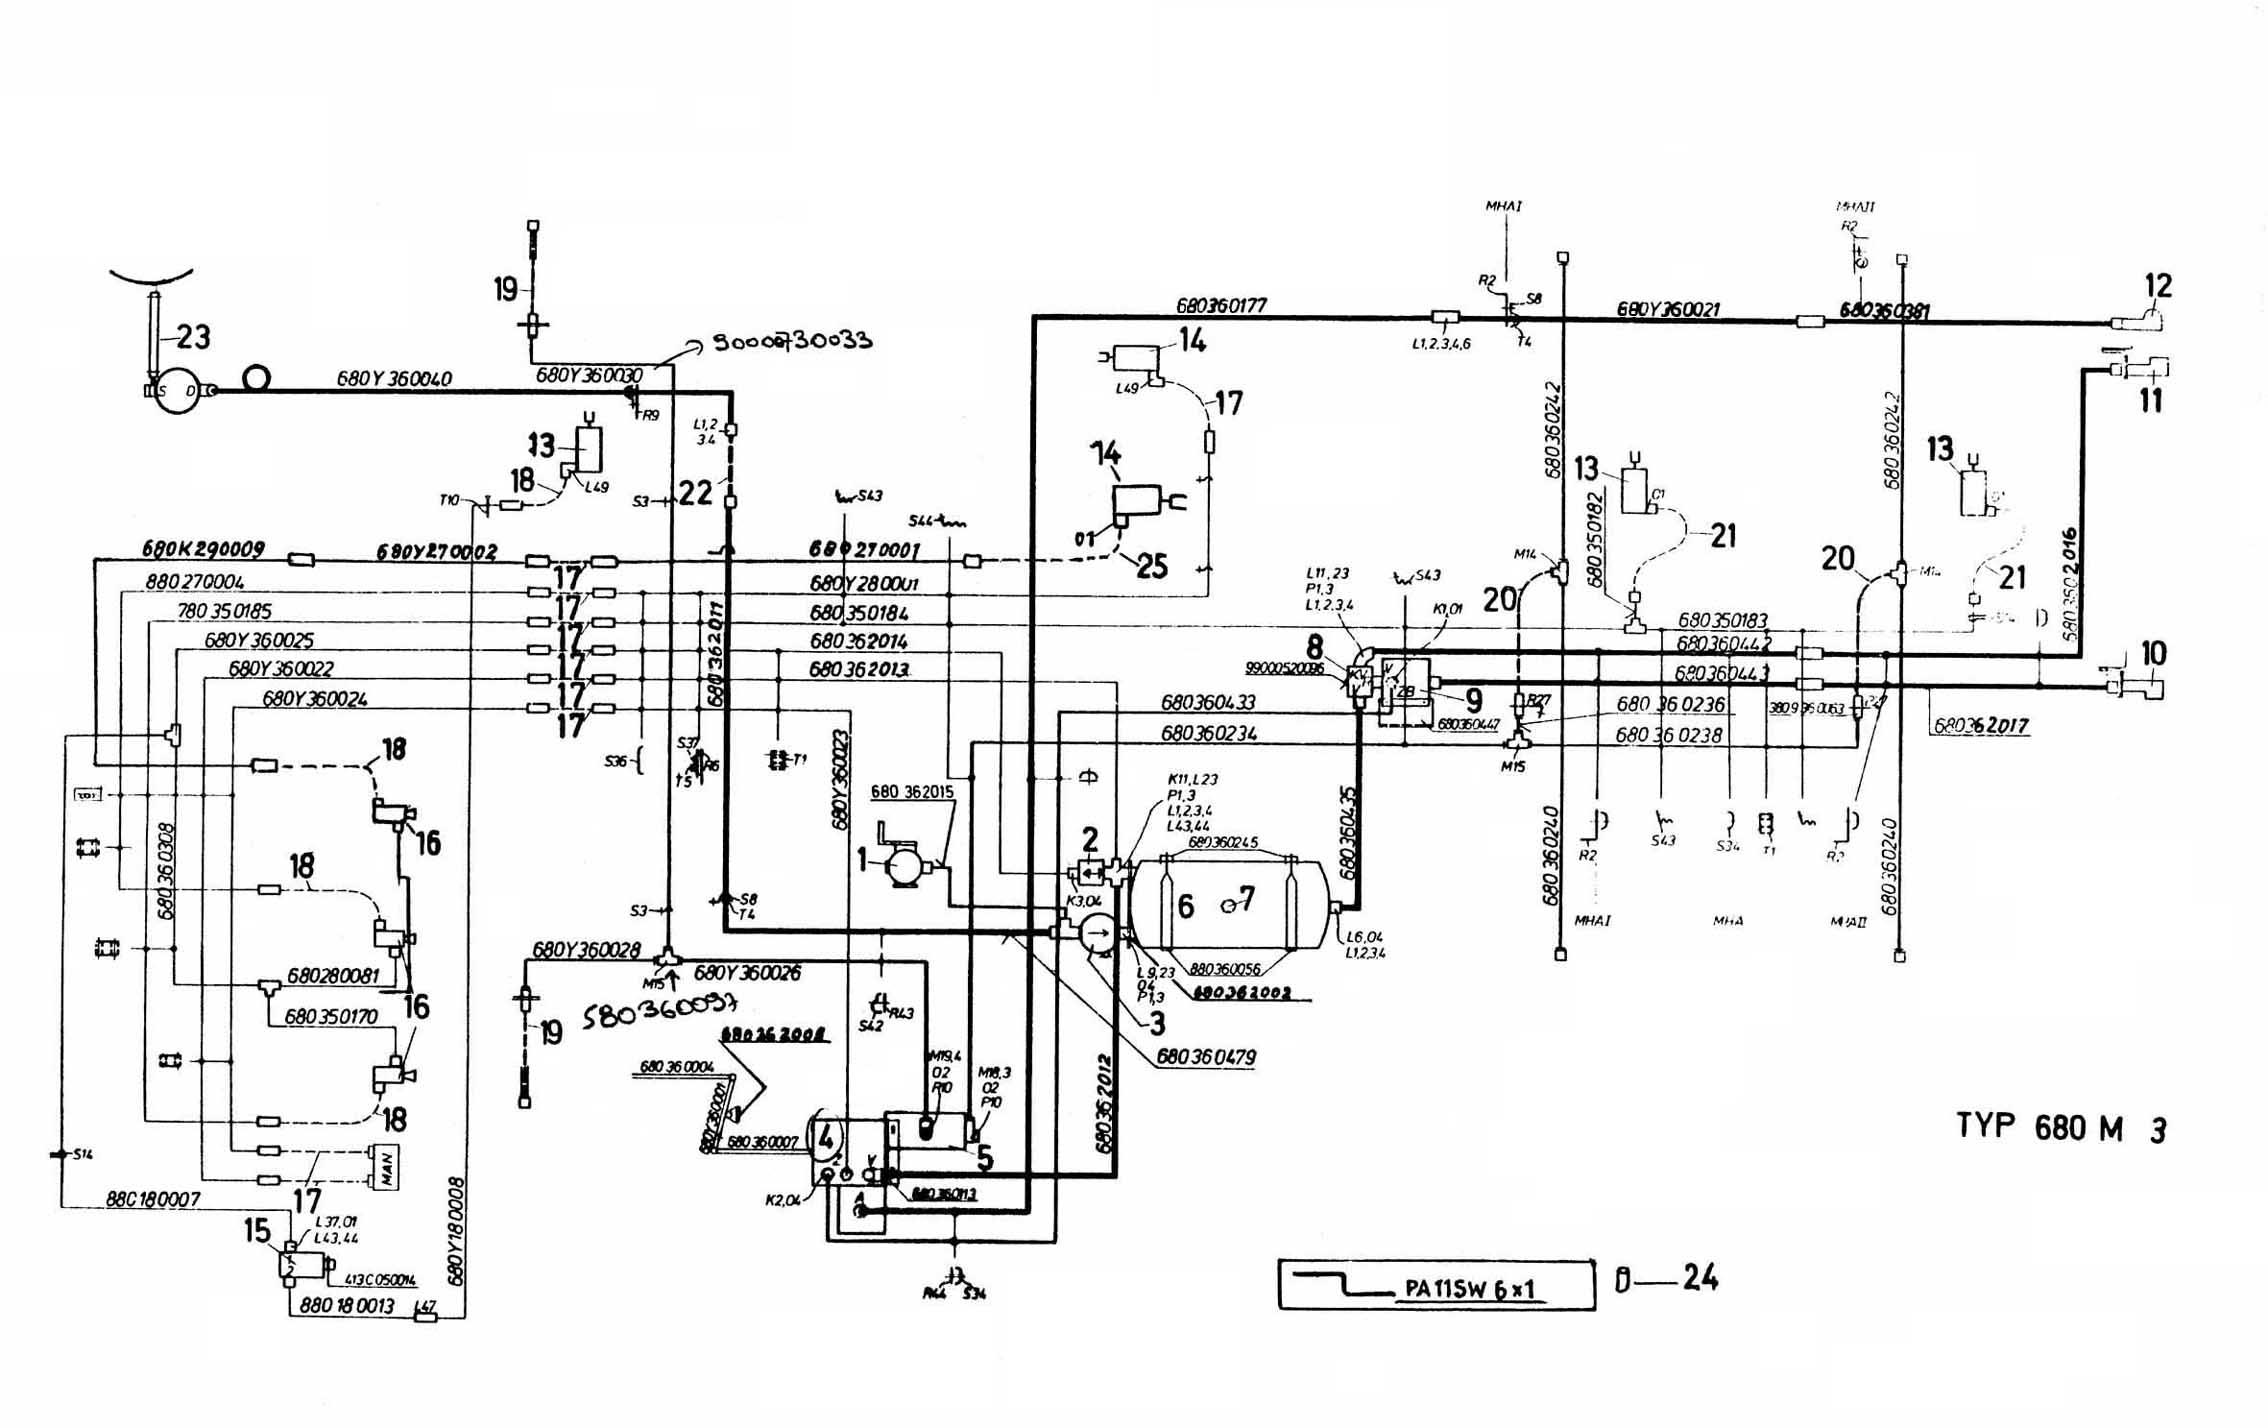 MHAI
MHAII
R2
19
R2
S8
12
23
680360177
680Y360021
680360381
14
L1,2,3,4,6
T4
680Y360040
680Y360030
L49
11
S
D
R9
17
L1,2
3.4
680360242
680360242
13
18
L49
14
13
13
T10
S3
22
S43
S44
01
21
680350182
680K290009
680Y270002
680270001
01
25
M14
20
M14
21
6803602016
17
880270004
680Y280001
L11,23
P1,3
L1,2,3,4
S43
K1,01
20
17
780350185
680350184
680350183
17
680Y360025
680362014
8
680360442
17
680Y360022
680362013
99000520096
KV
V
ZB
9
680360443
10
17
680Y360024
680362011
680360433
680360447
R27
680360236
680362017
17
680360234
680360238
M15
18
S36
S37
T5
R6
T1
680Y360023
680362015
K11,L23
P1,3
L1,2,3,4
L43,44
680360435
680360240
680360240
16
680360308
1
2
680360245
R2
S43
S34
T1
R2
18
K3,04
6
7
MHAI
MHA
MHAII
S3
S8
T4
L6,04
L1,2,3,4
680Y360028
M15
680Y360026
880360056
L9,23
04
P1,3
680362002
680280081
16
S42
R43
3
680350170
19
680360479
680360004
M19,4
02
R10
M18,3
02
P10
680362012
18
680360007
4
5
TYP 680 M 3
S14
MAN
2
V
17
K2,04
680360113
A
88C180007
15
L37,01
L43,44
1
2
413C050014
680Y180008
880180013
L47
R44
S34
PA11SW 6x1
24